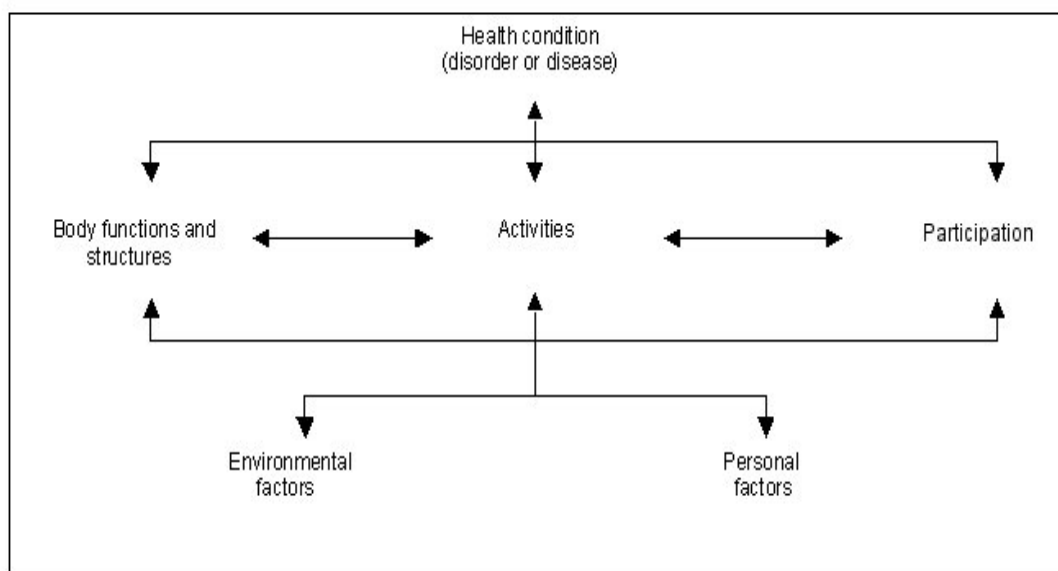 Health condition
(disorder or disease)
Body functions and
structures
Activities
Participation
Environmental
factors
Personal
factors